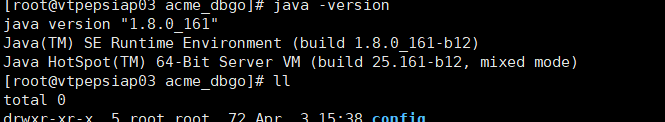 [root@vtpepsiap03 acme_dbgo]# java -version
java version "1.8.0_161"
Java(TM) SE Runtime Environment (build 1.8.0_161-b12)
Java HotSpot(TM) 64-Bit Server VM (build 25.161-b12, mixed mode)
[root@vtpepsiap03 acme_dbgo]# ll
total 0
drwxr-xr-x 5 root root 72 Apr 3 15:38 config